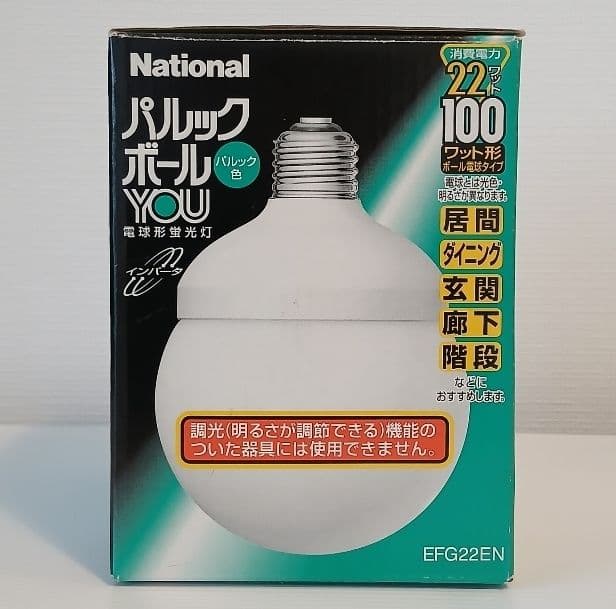 National
パルック
ボール
YOU
パルック
色
電球形蛍光灯
インバータ
消費電力
22ワット
100
ワット形
ボール電球タイプ
電球とは光色・
明るさが異なります。
居間
ダイニング
玄関
廊下
階段
などに
おすすめします。
調光(明るさが調節できる)機能の
ついた器具には使用できません。
EFG22EN